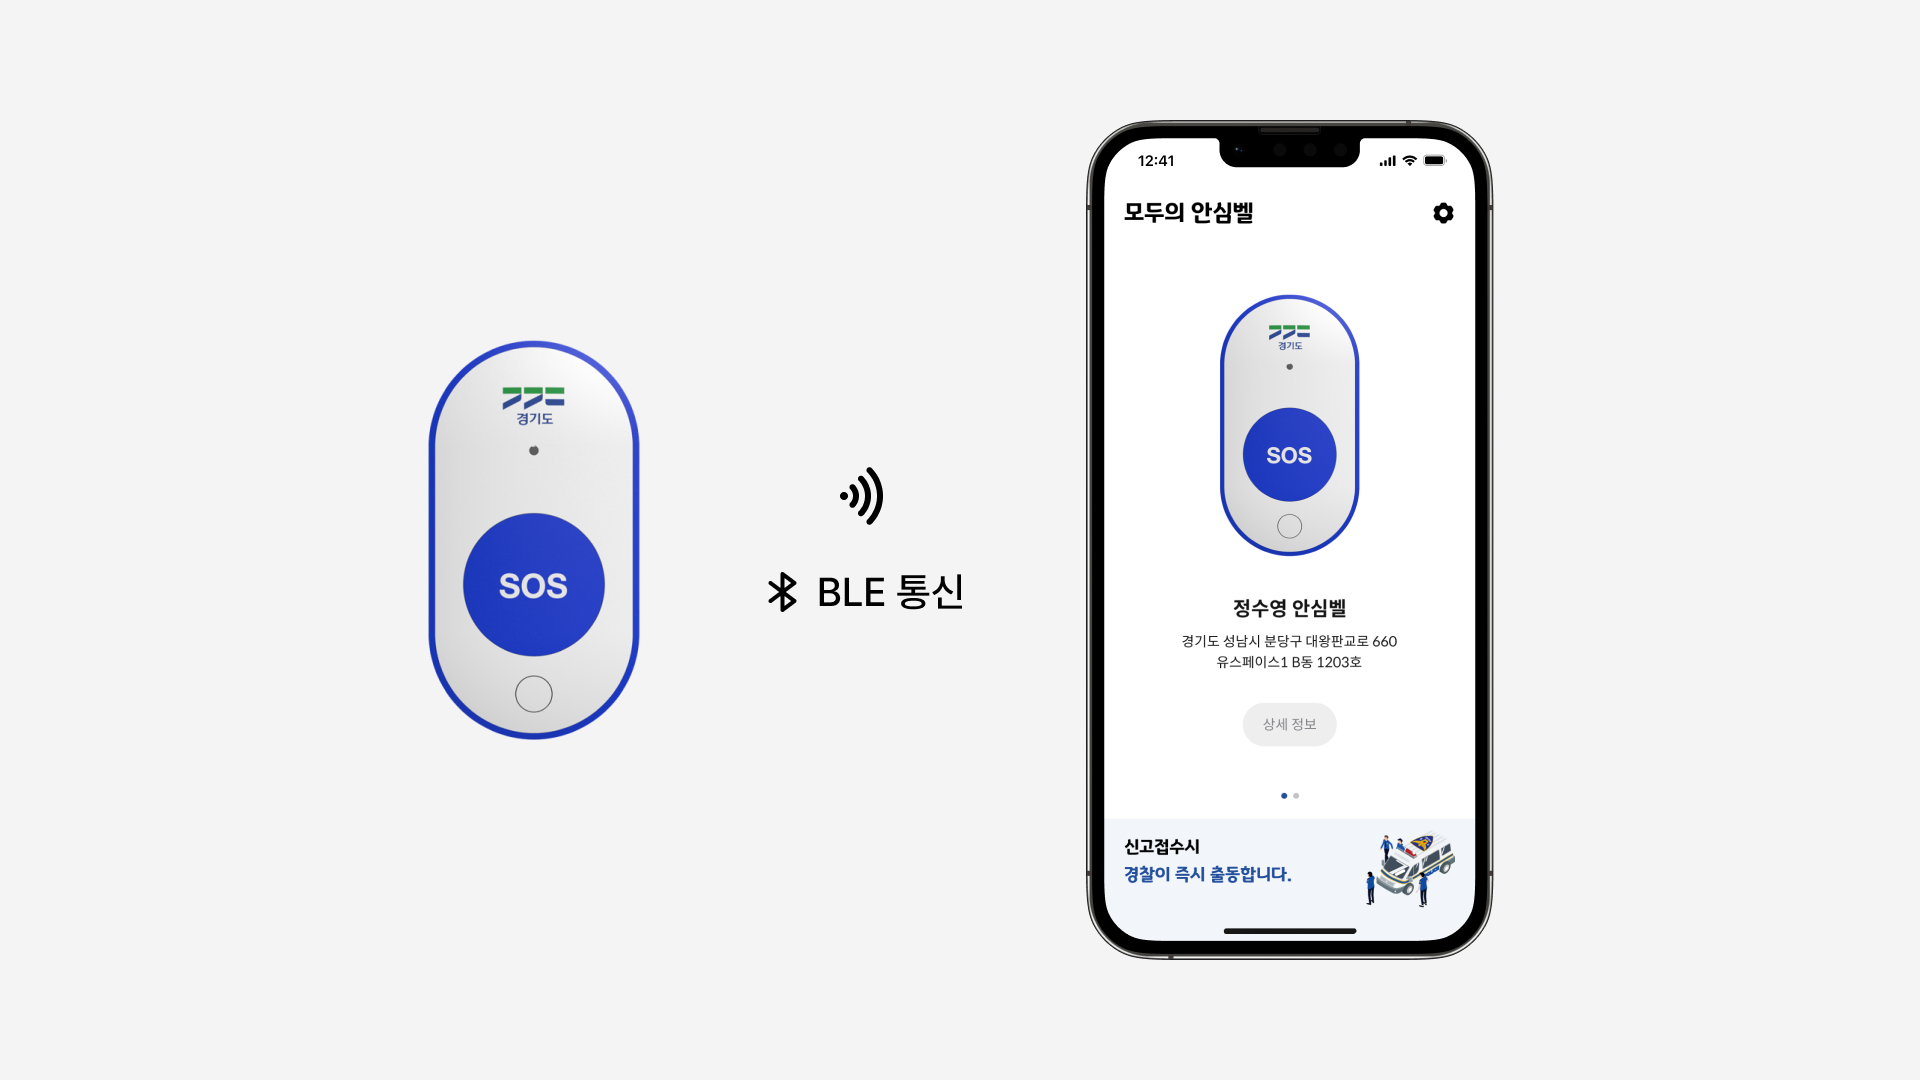 경기도
SOS
BLE 통신
12:41
모두의 안심벨
경기도
SOS
정수영 안심벨
경기도 성남시 분당구 대왕판교로 660
유스페이스1 B동 1203호
상세 정보
신고접수시
경찰이 즉시 출동합니다.